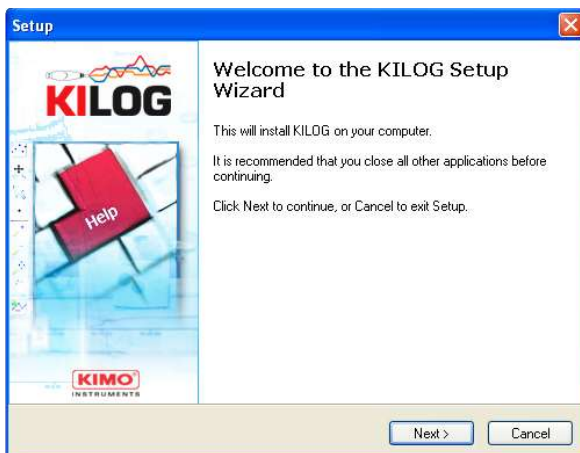 Setup
KILOG
Help
KIMO
INSTRUMENTS
Welcome to the KILOG Setup
Wizard
This will install KILOG on your computer.
It is recommended that you close all other applications before
continuing.
Click Next to continue, or Cancel to exit Setup.
Next >
Cancel